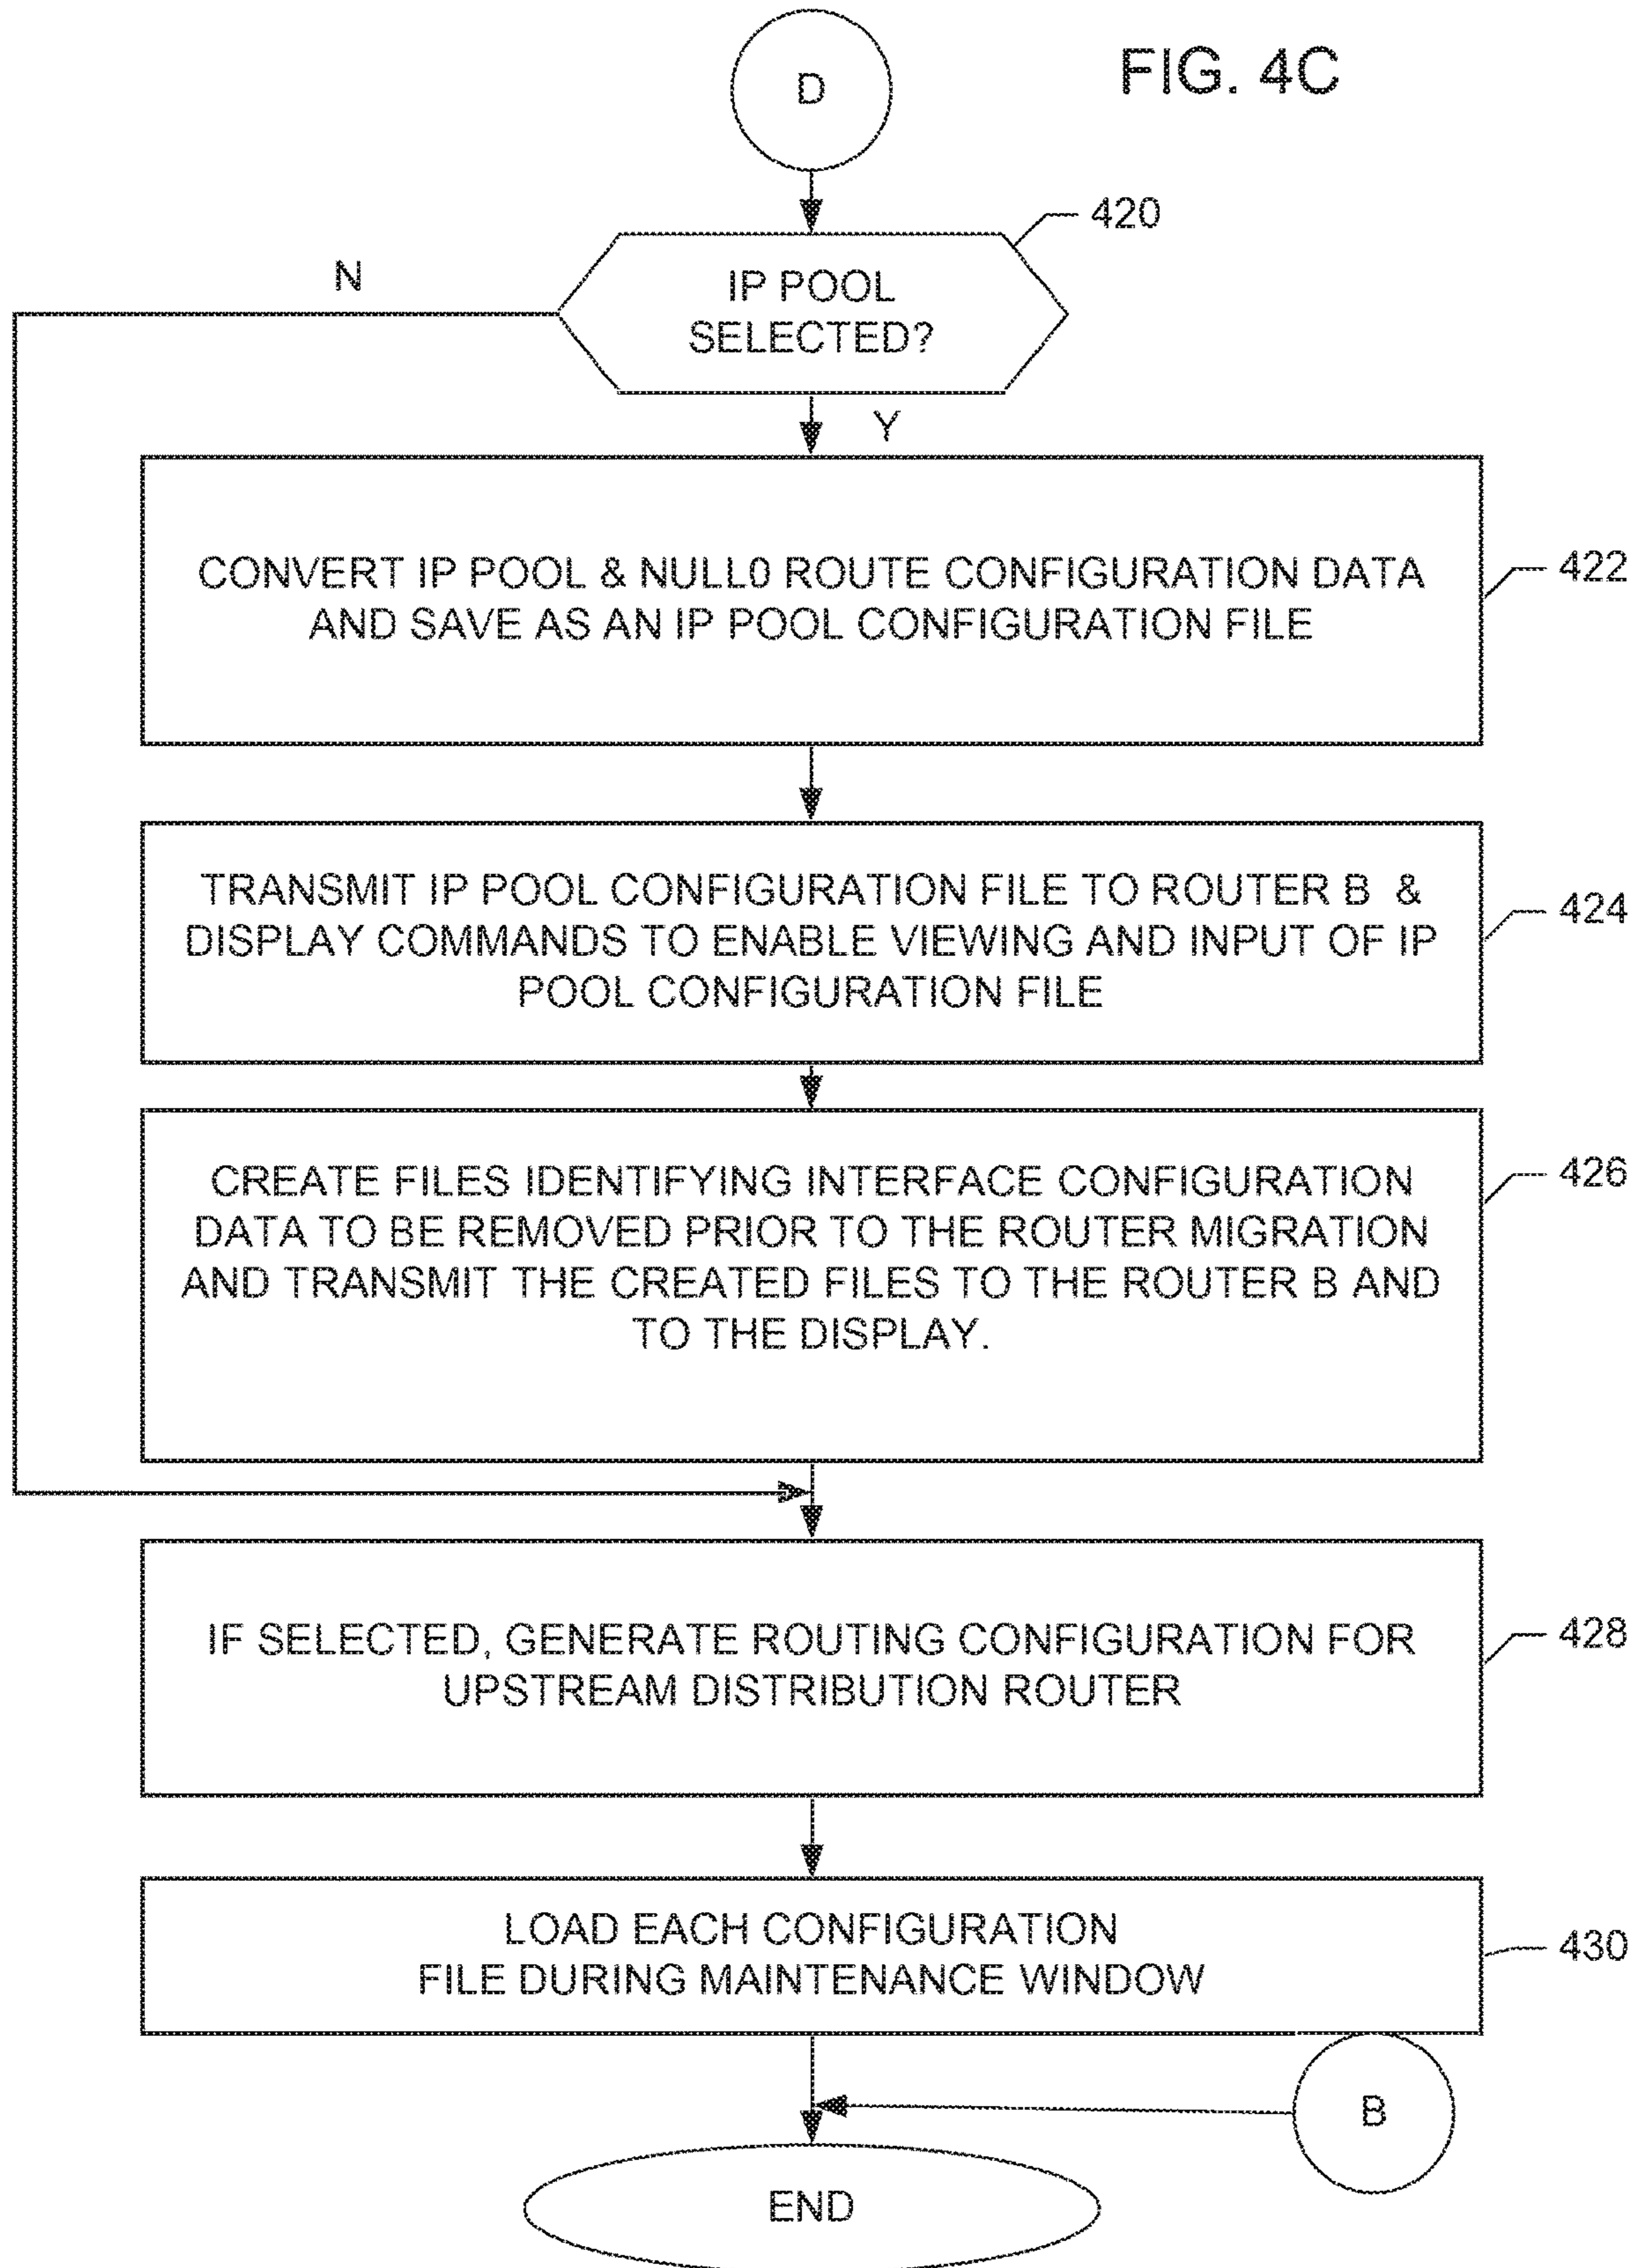 FIG. 4C
D
420
N
IP POOL
SELECTED?
Y
CONVERT IP POOL & NULL0 ROUTE CONFIGURATION DATA
AND SAVE AS AN IP POOL CONFIGURATION FILE
422
TRANSMIT IP POOL CONFIGURATION FILE TO ROUTER B &
DISPLAY COMMANDS TO ENABLE VIEWING AND INPUT OF IP
POOL CONFIGURATION FILE
424
CREATE FILES IDENTIFYING INTERFACE CONFIGURATION
DATA TO BE REMOVED PRIOR TO THE ROUTER MIGRATION
AND TRANSMIT THE CREATED FILES TO THE ROUTER B AND
TO THE DISPLAY.
426
IF SELECTED, GENERATE ROUTING CONFIGURATION FOR
UPSTREAM DISTRIBUTION ROUTER
428
LOAD EACH CONFIGURATION
FILE DURING MAINTENANCE WINDOW
430
B
END